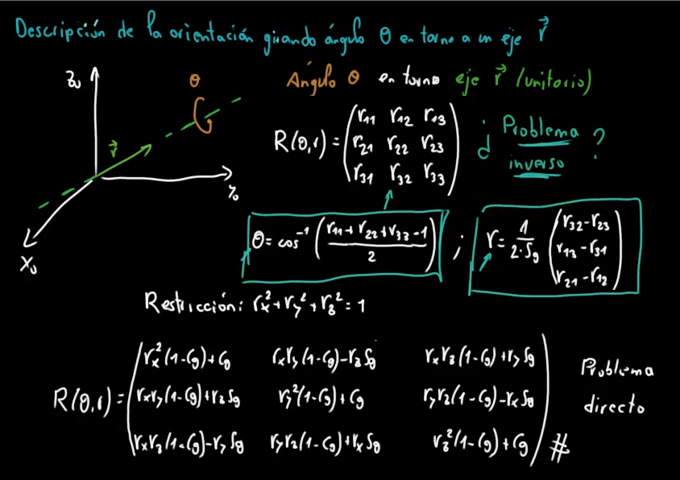 Descripción de la orientación girando ángulo θ en torno a un eje r⃗
Z₀
θ
r⃗
Y₀
X₀
Ángulo θ en torno eje r⃗ (unitario)
R(θ,r) = ( r₁₁ r₁₂ r₁₃
r₂₁ r₂₂ r₂₃
r₃₁ r₃₂ r₃₃ )
¿ Problema
inverso ?
θ = cos⁻¹ ( (r₁₁ + r₂₂ + r₃₃ - 1) / 2 ) ; r = 1 / (2·Sθ) ( r₃₂ - r₂₃
r₁₃ - r₃₁
r₂₁ - r₁₂ )
Restricción: rx² + ry² + rz² = 1
R(θ,r) = ( rx²(1-Cθ)+Cθ rxry(1-Cθ)-rzSθ rxrz(1-Cθ)+rySθ
rxry(1-Cθ)+rzSθ ry²(1-Cθ)+Cθ ryrz(1-Cθ)-rxSθ
rxrz(1-Cθ)-rySθ ryrz(1-Cθ)+rxSθ rz²(1-Cθ)+Cθ ) #
Problema
directo